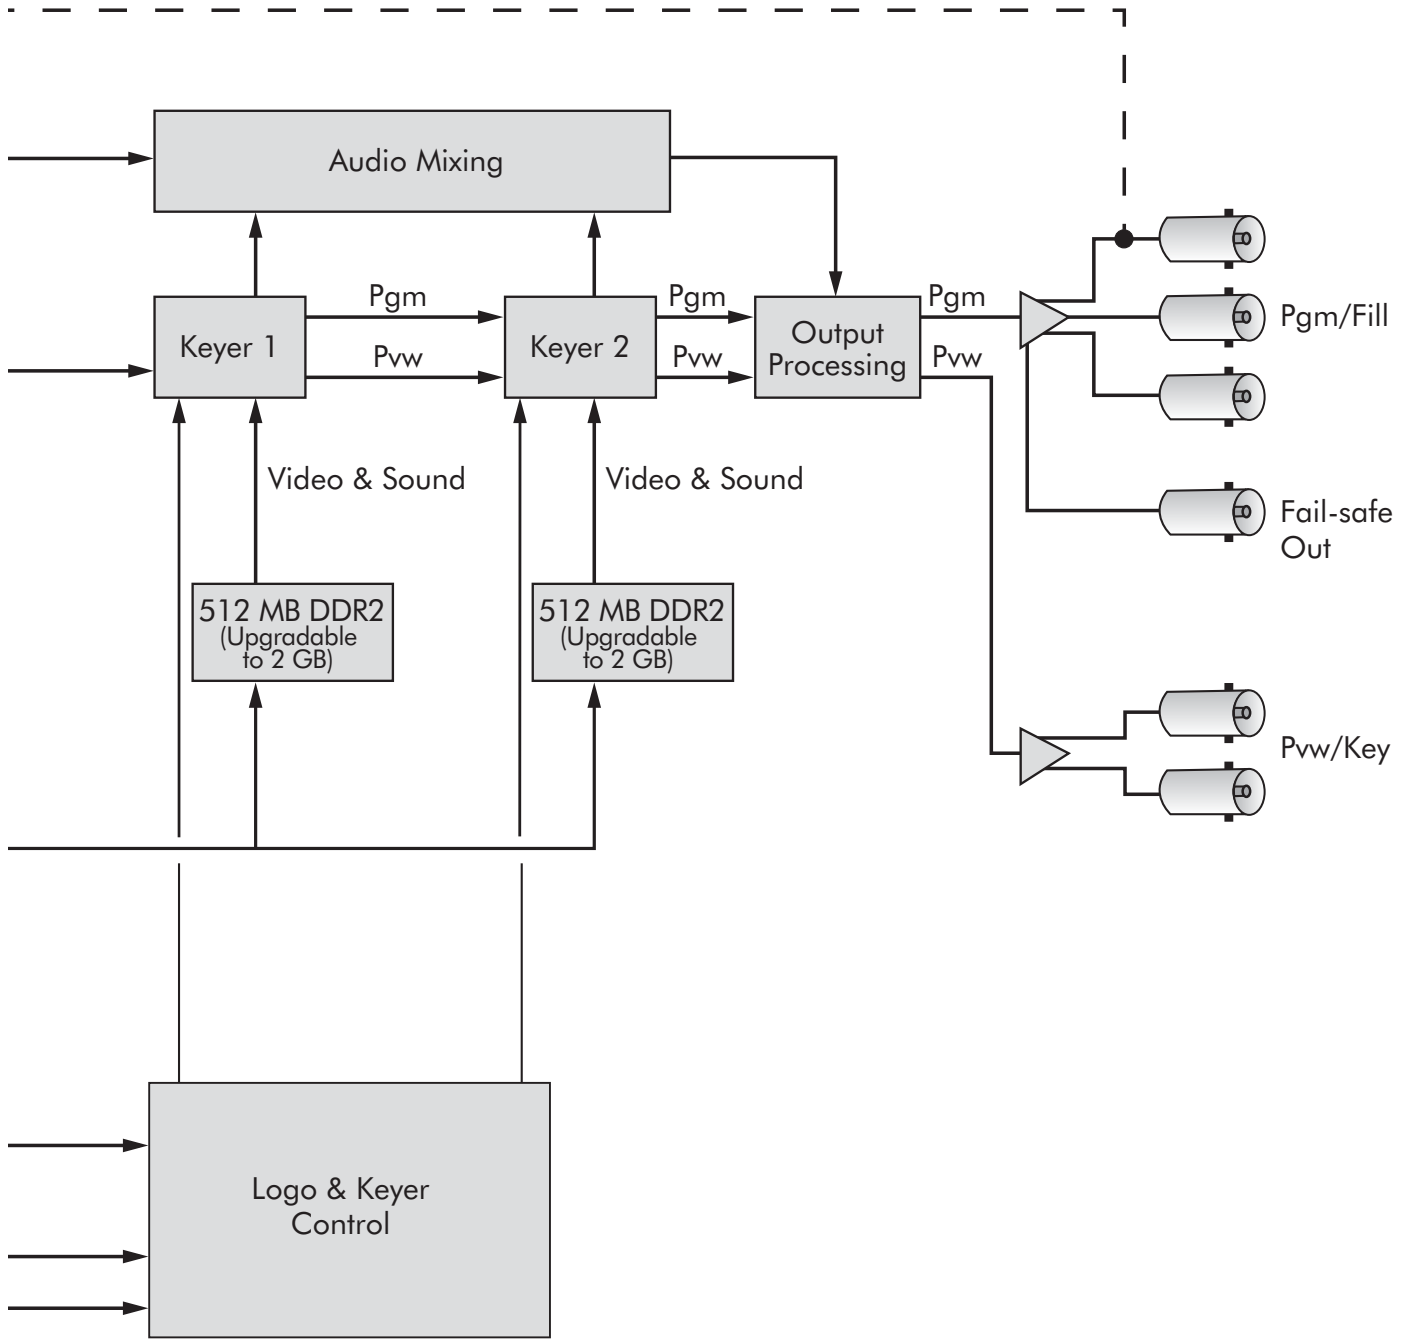 Audio Mixing
Pgm
Pgm
Pgm
Pgm/Fill
Keyer 1
Keyer 2
Output
Processing
Pvw
Pvw
Pvw
Video & Sound
Video & Sound
Fail-safe
Out
512 MB DDR2
(Upgradable
to 2 GB)
512 MB DDR2
(Upgradable
to 2 GB)
Pvw/Key
Logo & Keyer
Control